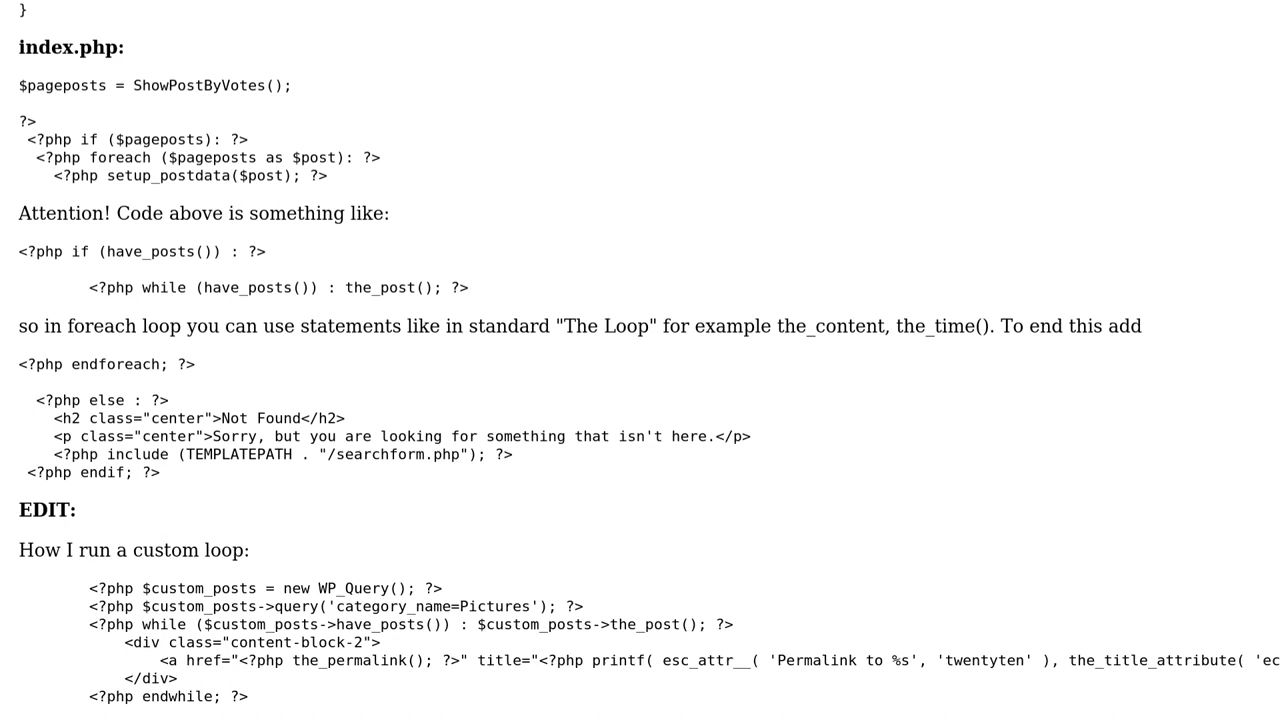 }
index.php:
$pageposts = ShowPostByVotes();
?>
<?php if ($pageposts): ?>
<?php foreach ($pageposts as $post): ?>
<?php setup_postdata($post); ?>
Attention! Code above is something like:
<?php if (have_posts()) : ?>
<?php while (have_posts()) : the_post(); ?>
so in foreach loop you can use statements like in standard "The Loop" for example the_content, the_time(). To end this add
<?php endforeach; ?>
<?php else : ?>
<h2 class="center">Not Found</h2>
<p class="center">Sorry, but you are looking for something that isn't here.</p>
<?php include (TEMPLATEPATH . "/searchform.php"); ?>
<?php endif; ?>
EDIT:
How I run a custom loop:
<?php $custom_posts = new WP_Query(); ?>
<?php $custom_posts->query('category_name=Pictures'); ?>
<?php while ($custom_posts->have_posts()) : $custom_posts->the_post(); ?>
<div class="content-block-2">
<a href="<?php the_permalink(); ?>" title="<?php printf( esc_attr__( 'Permalink to %s', 'twentyten' ), the_title_attribute( 'ec
</div>
<?php endwhile; ?>